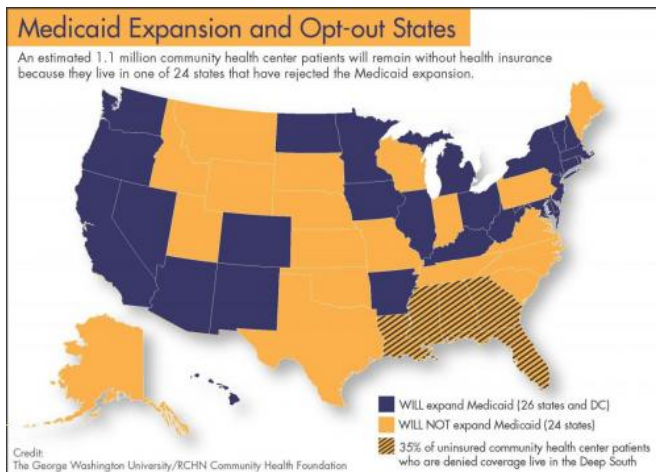 Medicaid Expansion and Opt-out States
An estimated 1.1 million community health center patients will remain without health insurance
because they live in one of 24 states that have rejected the Medicaid expansion.
WILL expand Medicaid (26 states and DC)
WILL NOT expand Medicaid (24 states)
35% of uninsured community health center patients
who are denied coverage live in the Deep South
Credit:
The George Washington University/RCHN Community Health Foundation